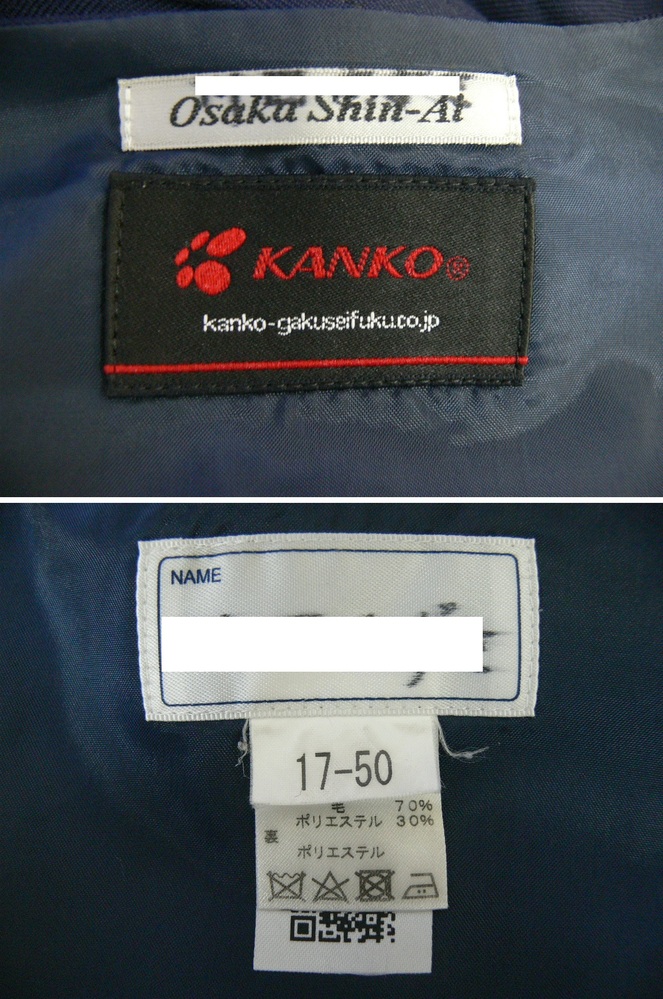 Osaka Shin-Ai
KANKO®
kanko-gakuseifuku.co.jp
NAME
17-50
毛 70%
ポリエステル 30%
裏
ポリエステル